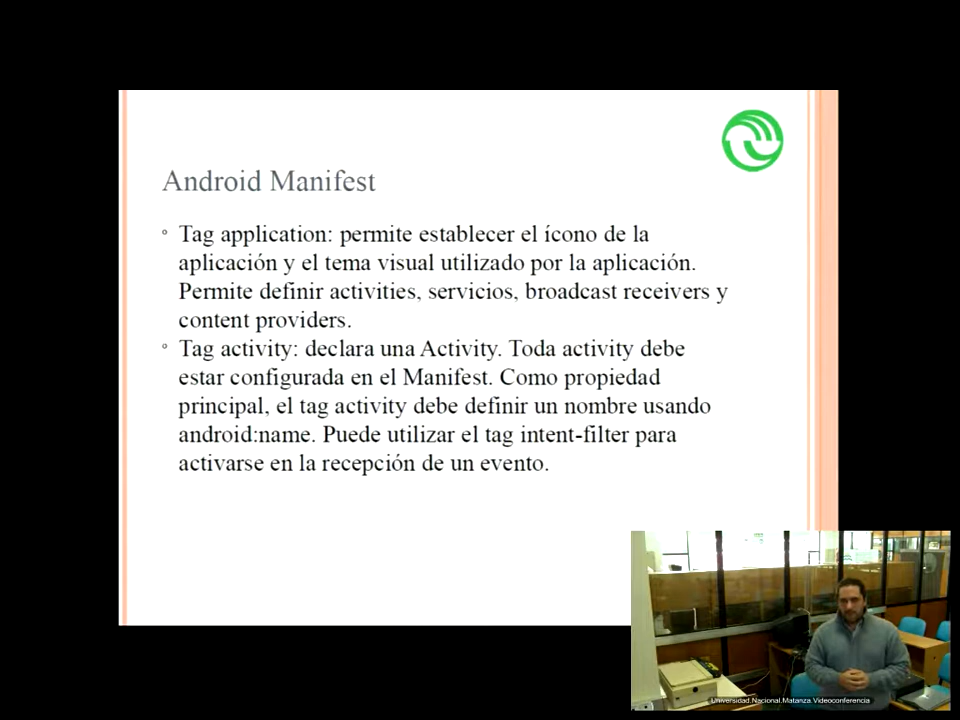 Android Manifest
◦ Tag application: permite establecer el ícono de la
aplicación y el tema visual utilizado por la aplicación.
Permite definir activities, servicios, broadcast receivers y
content providers.
◦ Tag activity: declara una Activity. Toda activity debe
estar configurada en el Manifest. Como propiedad
principal, el tag activity debe definir un nombre usando
android:name. Puede utilizar el tag intent-filter para
activarse en la recepción de un evento.
Universidad.Nacional.Matanza.Videoconferencia